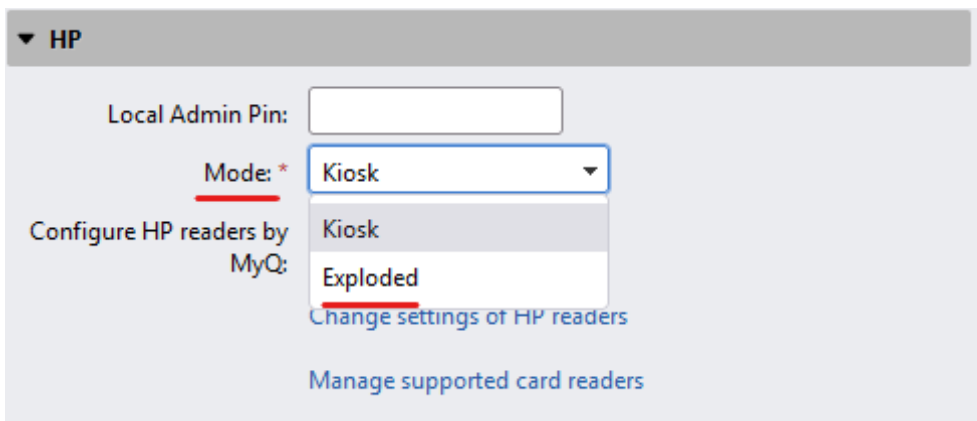 HP
Local Admin Pin:
Mode: * Kiosk
Configure HP readers by
MyQ:
Kiosk
Exploded
Change settings of HP readers
Manage supported card readers